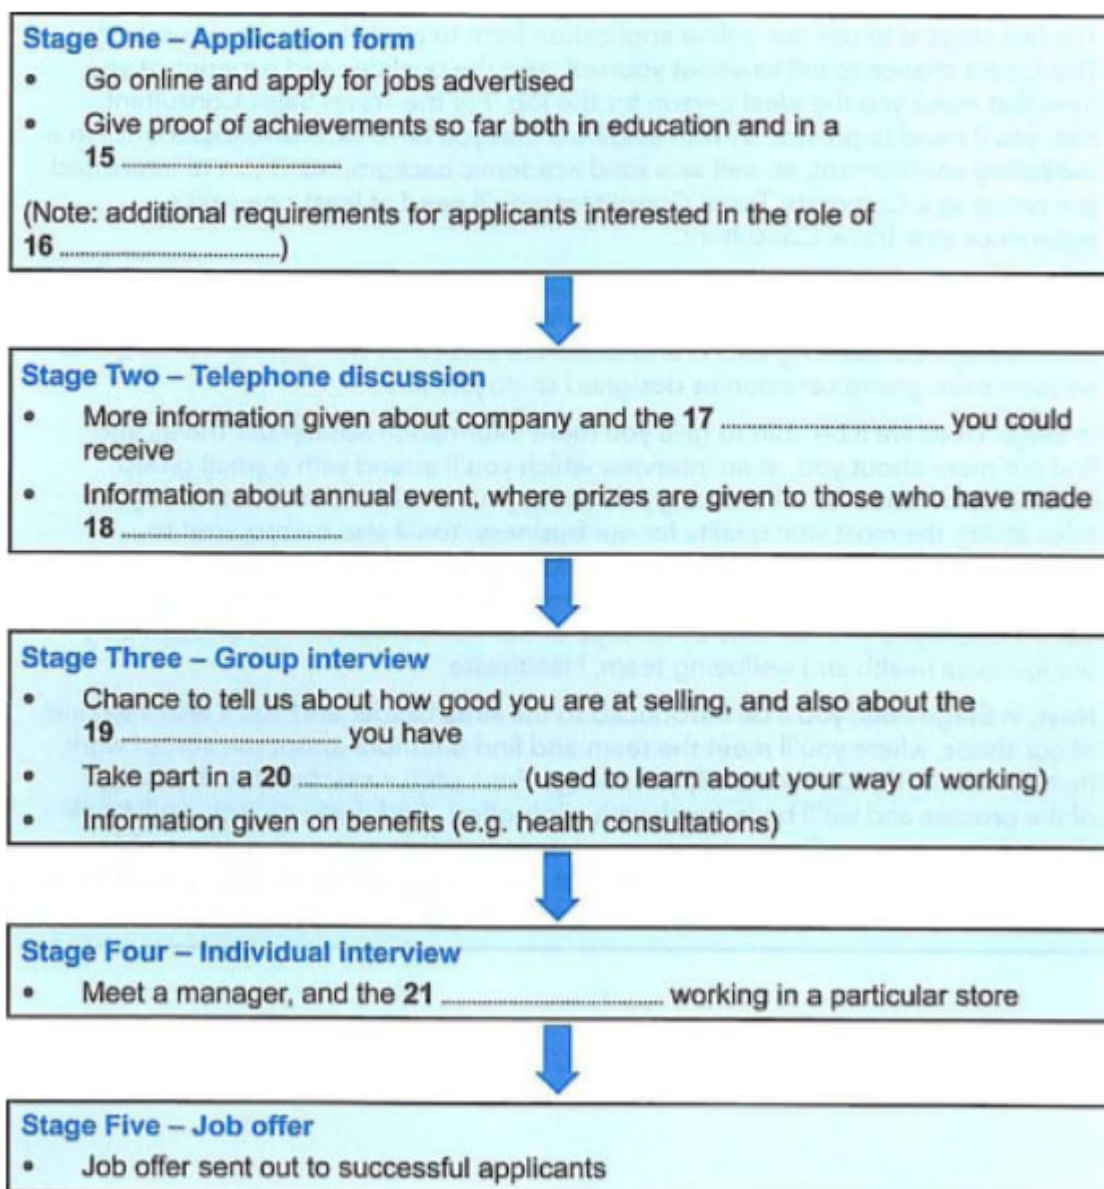 Stage One – Application form
• Go online and apply for jobs advertised
• Give proof of achievements so far both in education and in a
15 ..............................
(Note: additional requirements for applicants interested in the role of
16 ..............................)
Stage Two – Telephone discussion
• More information given about company and the 17 .............................. you could
receive
• Information about annual event, where prizes are given to those who have made
18 ..............................
Stage Three – Group interview
• Chance to tell us about how good you are at selling, and also about the
19 .............................. you have
• Take part in a 20 .............................. (used to learn about your way of working)
• Information given on benefits (e.g. health consultations)
Stage Four – Individual interview
• Meet a manager, and the 21 .............................. working in a particular store
Stage Five – Job offer
• Job offer sent out to successful applicants